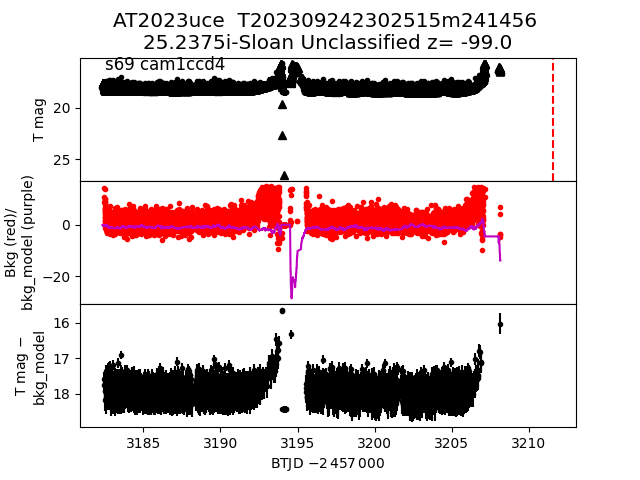 AT2023uce  T202309242302515m241456
25.2375i-Sloan Unclassified z= -99.0
s69 cam1ccd4
T mag
20
25
Bkg (red)/
bkg_model (purple)
0
−20
T mag −
bkg_model
16
17
18
3185 3190 3195 3200 3205 3210
BTJD −2 457 000